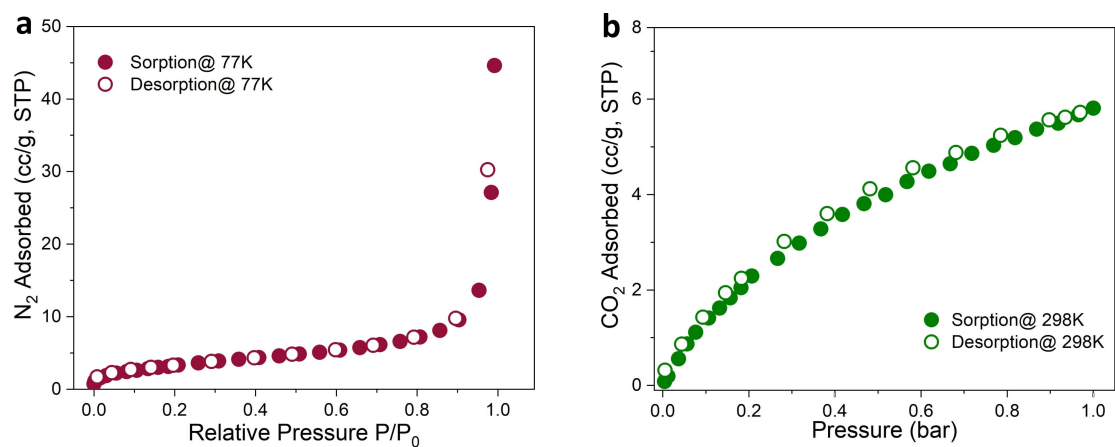 a
50
40
30
20
10
0
N₂ Adsorbed (cc/g, STP)
Sorption@ 77K
Desorption@ 77K
0.0 0.2 0.4 0.6 0.8 1.0
Relative Pressure P/P₀
b
8
6
4
2
0
CO₂ Adsorbed (cc/g, STP)
Sorption@ 298K
Desorption@ 298K
0.0 0.2 0.4 0.6 0.8 1.0
Pressure (bar)